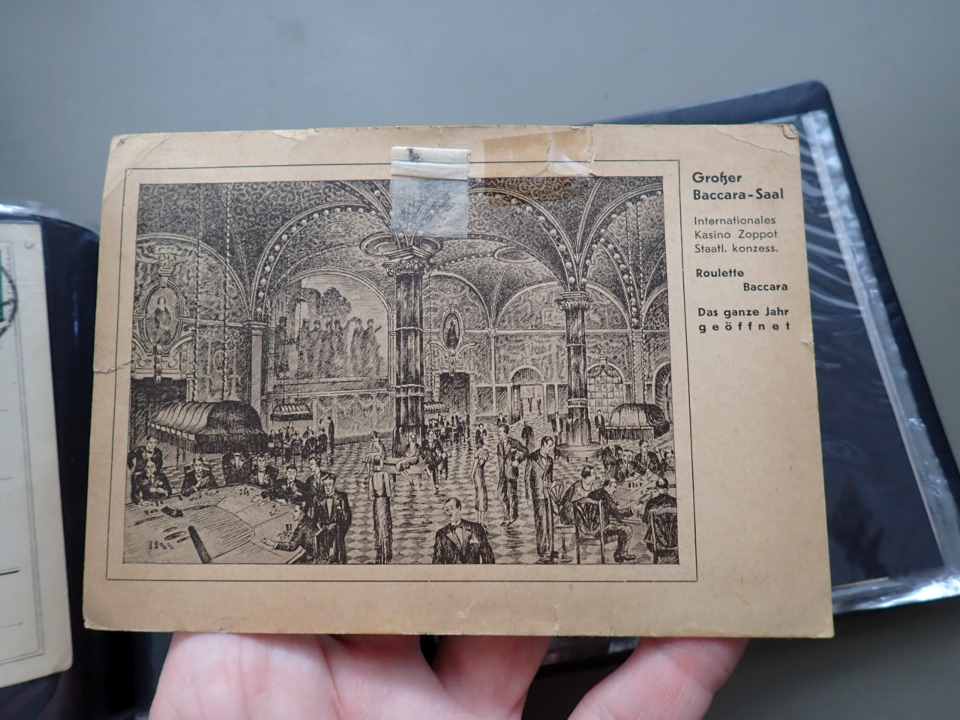 Großer
Baccara-Saal
Internationales
Kasino Zoppot
Staatl. konzess.
Roulette
Baccara
Das ganze Jahr
geöffnet